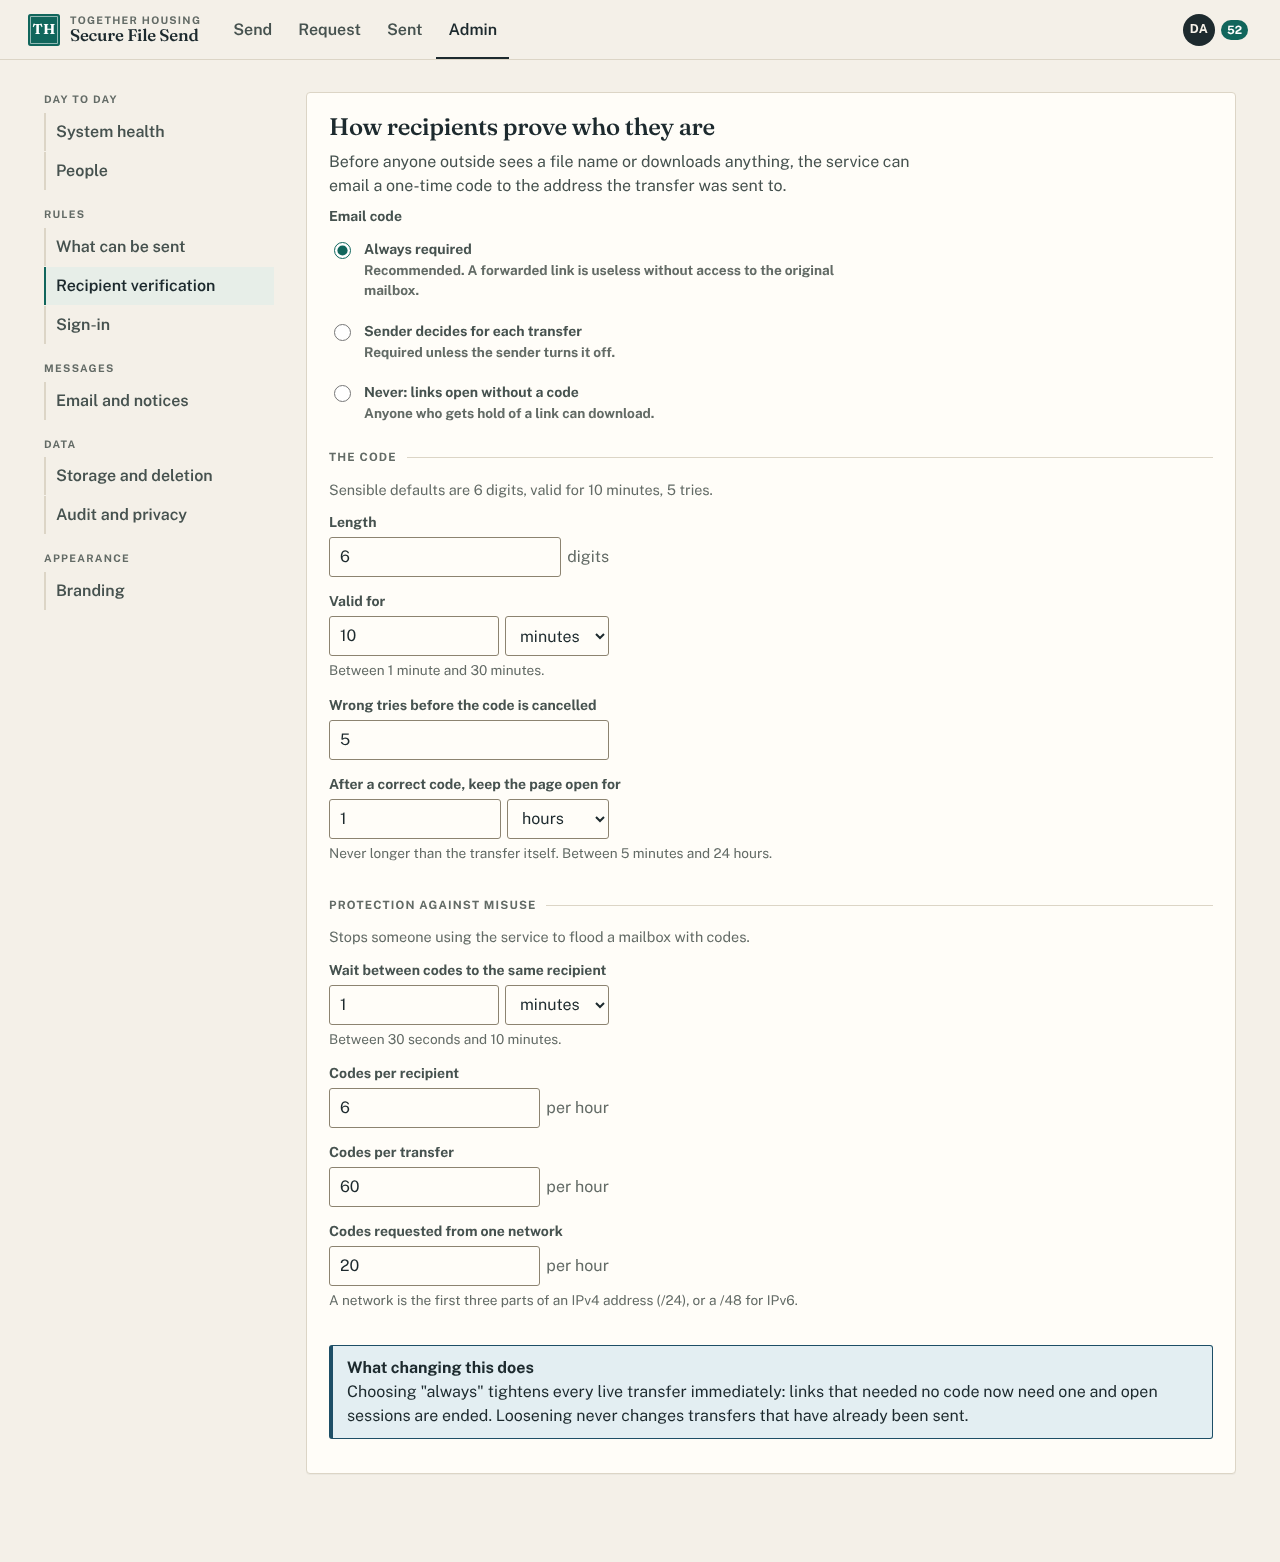 TH
TOGETHER HOUSING
Secure File Send
Send
Request
Sent
Admin
DA
52
DAY TO DAY
System health
People
RULES
What can be sent
Recipient verification
Sign-in
MESSAGES
Email and notices
DATA
Storage and deletion
Audit and privacy
APPEARANCE
Branding
How recipients prove who they are
Before anyone outside sees a file name or downloads anything, the service can
email a one-time code to the address the transfer was sent to.
Email code
Always required
Recommended. A forwarded link is useless without access to the original
mailbox.
Sender decides for each transfer
Required unless the sender turns it off.
Never: links open without a code
Anyone who gets hold of a link can download.
THE CODE
Sensible defaults are 6 digits, valid for 10 minutes, 5 tries.
Length
6 digits
Valid for
10 minutes
Between 1 minute and 30 minutes.
Wrong tries before the code is cancelled
5
After a correct code, keep the page open for
1 hours
Never longer than the transfer itself. Between 5 minutes and 24 hours.
PROTECTION AGAINST MISUSE
Stops someone using the service to flood a mailbox with codes.
Wait between codes to the same recipient
1 minutes
Between 30 seconds and 10 minutes.
Codes per recipient
6 per hour
Codes per transfer
60 per hour
Codes requested from one network
20 per hour
A network is the first three parts of an IPv4 address (/24), or a /48 for IPv6.
What changing this does
Choosing "always" tightens every live transfer immediately: links that needed no code now need one and open
sessions are ended. Loosening never changes transfers that have already been sent.